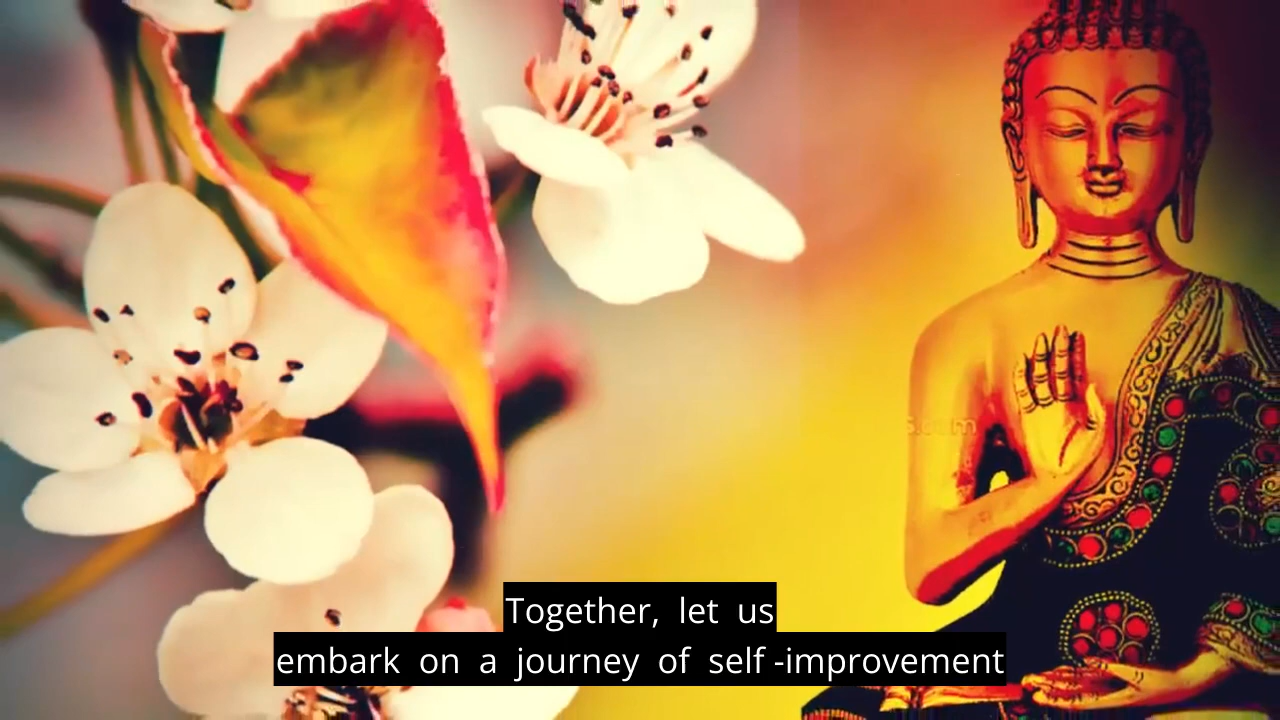 Together, let us
embark on a journey of self -improvement